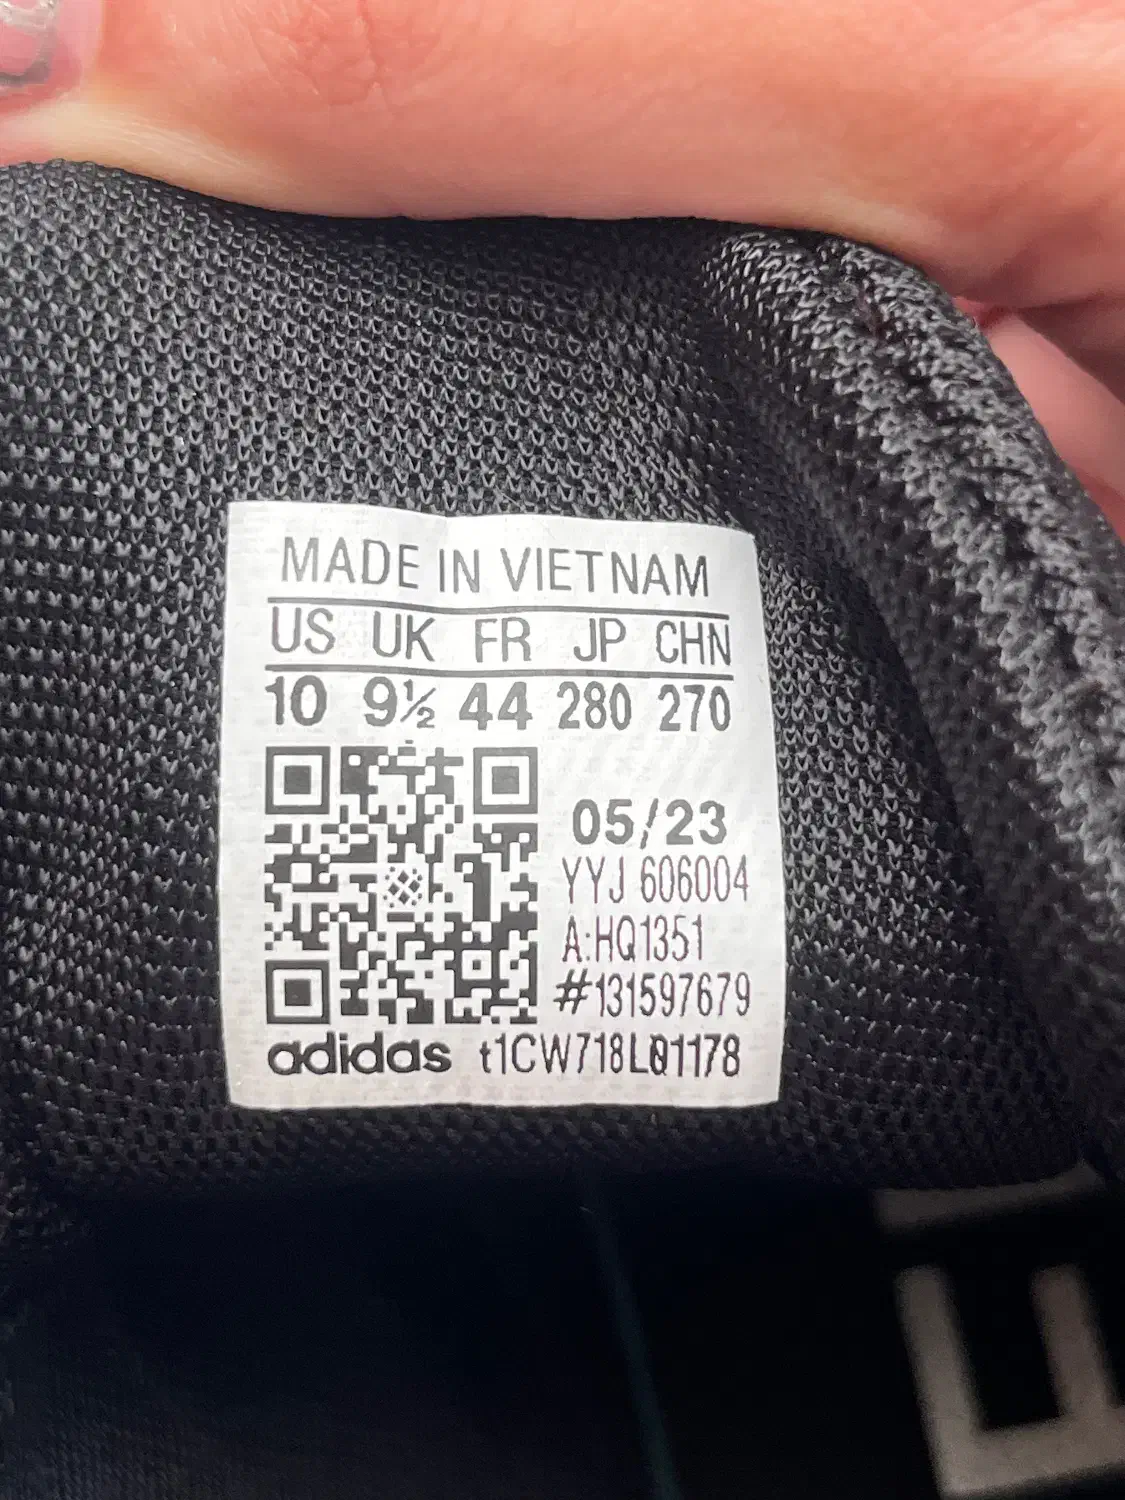 MADE IN VIETNAM
US UK FR JP CHN
10 9½ 44 280 270
05/23
YYJ 606004
A:HQ1351
#131597679
adidas t1CW718L01178